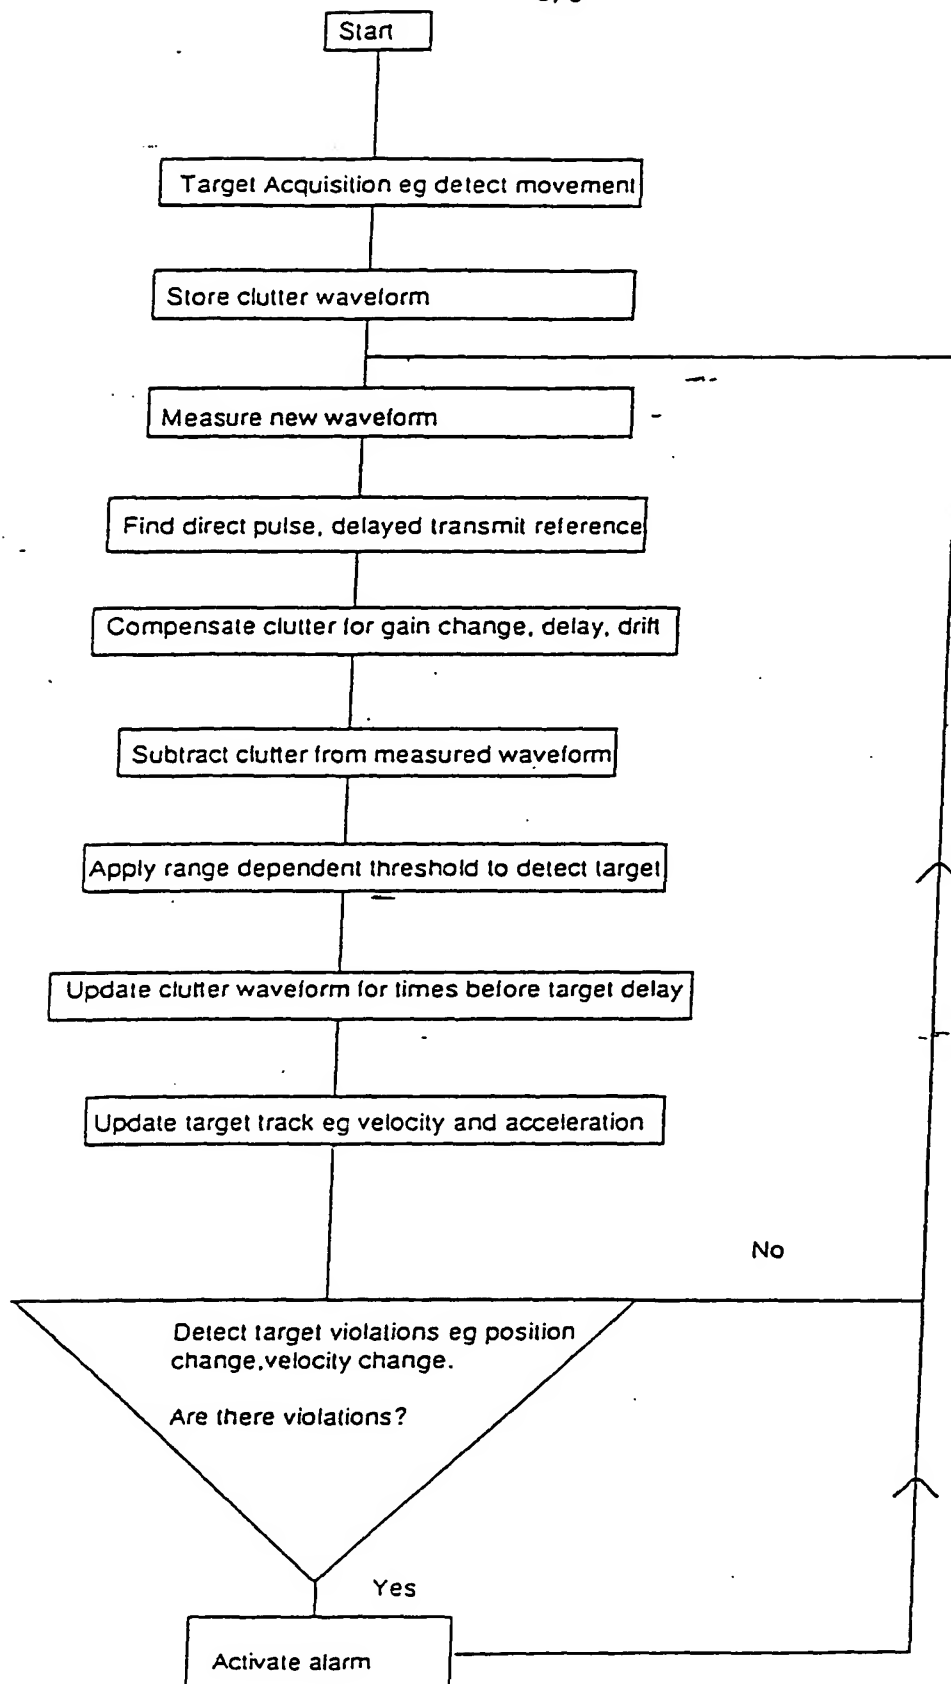 Start
Target Acquisition eg detect movement
Store clutter waveform
Measure new waveform
Find direct pulse, delayed transmit reference
Compensate clutter for gain change, delay, drift
Subtract clutter from measured waveform
Apply range dependent threshold to detect target
Update clutter waveform for times before target delay
Update target track eg velocity and acceleration
No
Detect target violations eg position
change,velocity change.
Are there violations?
Yes
Activate alarm